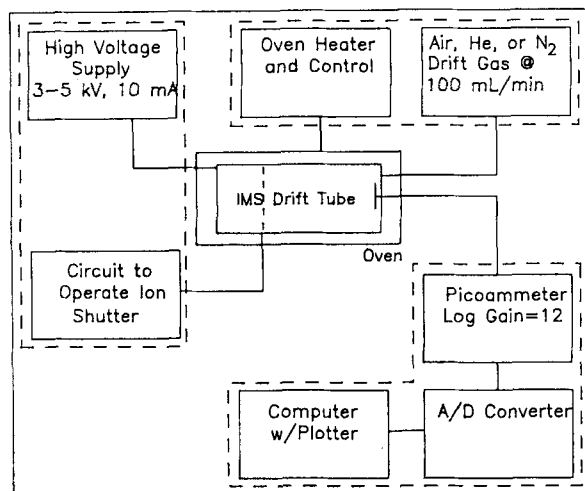 High Voltage
Supply
3-5 kV, 10 mA
Oven Heater
and Control
Air, He, or N₂
Drift Gas @
100 mL/min
IMS Drift Tube
Oven
Circuit to
Operate Ion
Shutter
Picoammeter
Log Gain=12
Computer
w/Plotter
A/D Converter